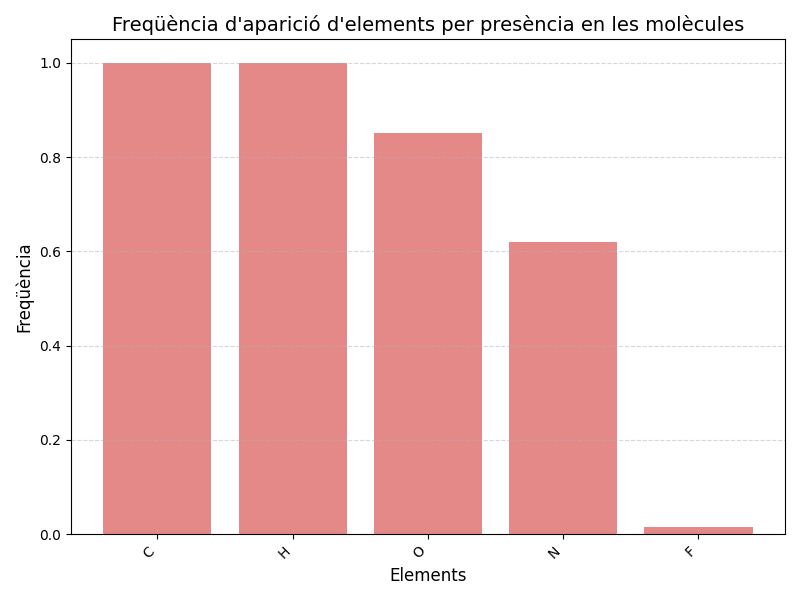 Freqüència d'aparició d'elements per presència en les molècules
1.0
0.8
0.6
0.4
0.2
0.0
Freqüència
C
H
O
N
F
Elements